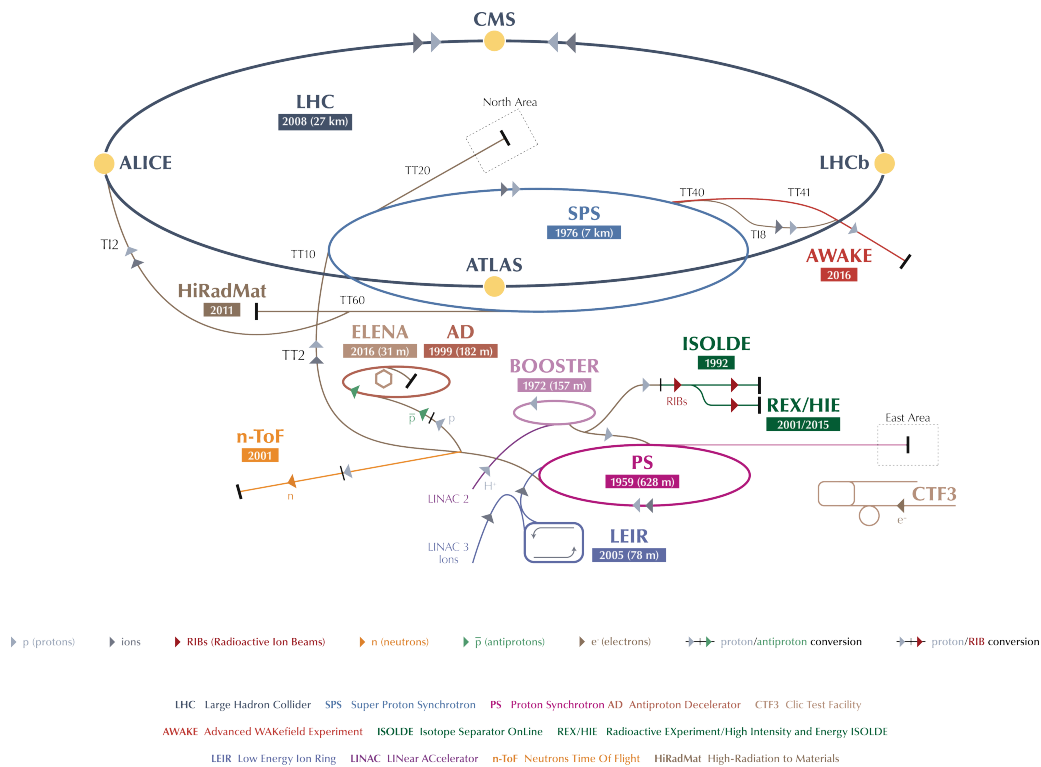 CMS
LHC
2008 (27 km)
North Area
ALICE
LHCb
TT20
TT40
TT41
SPS
1976 (7 km)
TI8
TI2
TT10
AWAKE
2016
ATLAS
HiRadMat
2011
TT60
ELENA
2016 (31 m)
AD
1999 (182 m)
TT2
ISOLDE
1992
BOOSTER
1972 (157 m)
RIBs
REX/HIE
2001/2015
p̅
p
East Area
n-ToF
2001
PS
1959 (628 m)
n
H⁻
LINAC 2
CTF3
e⁻
LEIR
2005 (78 m)
LINAC 3
Ions
p (protons)
ions
RIBs (Radioactive Ion Beams)
n (neutrons)
p̅ (antiprotons)
e⁻ (electrons)
proton/antiproton conversion
proton/RIB conversion
LHC Large Hadron Collider SPS Super Proton Synchrotron PS Proton Synchrotron AD Antiproton Decelerator CTF3 Clic Test Facility
AWAKE Advanced WAKefield Experiment ISOLDE Isotope Separator OnLine REX/HIE Radioactive EXperiment/High Intensity and Energy ISOLDE
LEIR Low Energy Ion Ring LINAC LINear ACcelerator n-ToF Neutrons Time Of Flight HiRadMat High-Radiation to Materials